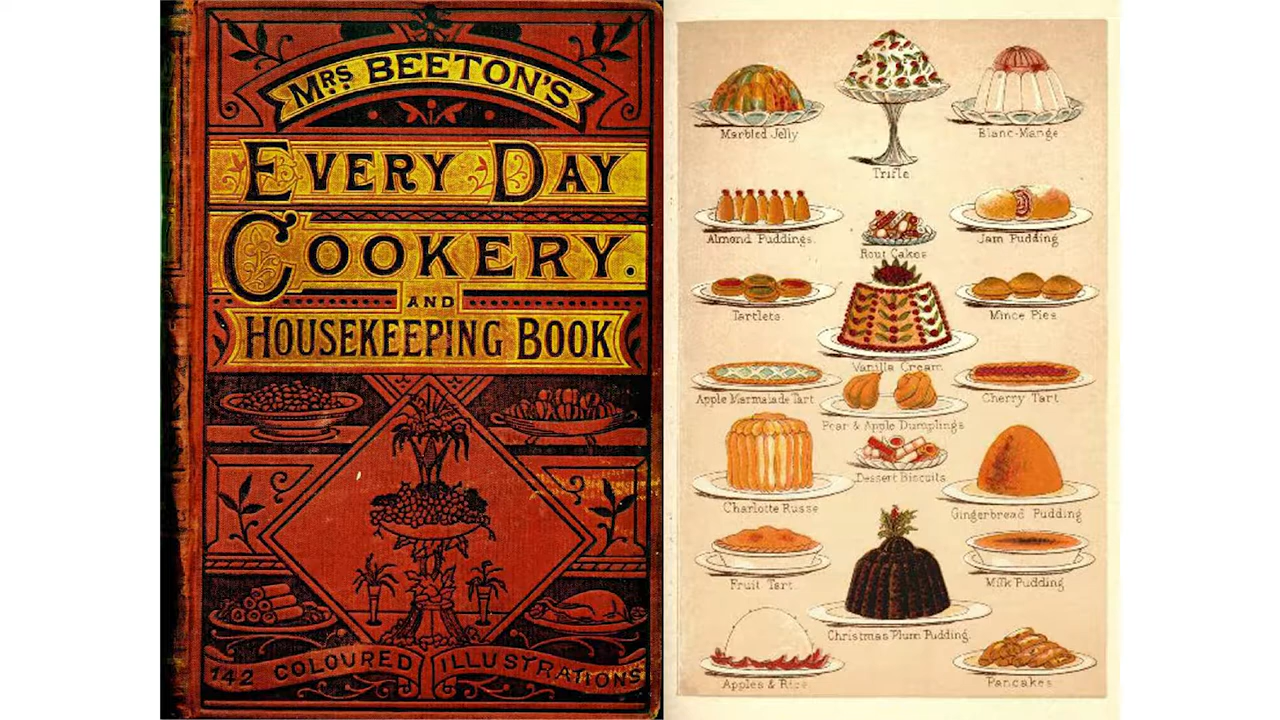 MRS BEETON'S
EVERY DAY
COOKERY.
AND
HOUSEKEEPING BOOK
142 COLOURED ILLUSTRATIONS
Marbled Jelly
Trifle
Blanc-Mange
Almond Puddings
Rout Cakes
Jam Pudding
Tartlets
Vanilla Cream
Mince Pies
Apple Marmalade Tart
Pear & Apple Dumplings
Cherry Tart
Charlotte Russe
Dessert Biscuits
Gingerbread Pudding
Fruit Tart
Christmas Plum Pudding
Milk Pudding
Apples & Rice
Pancakes